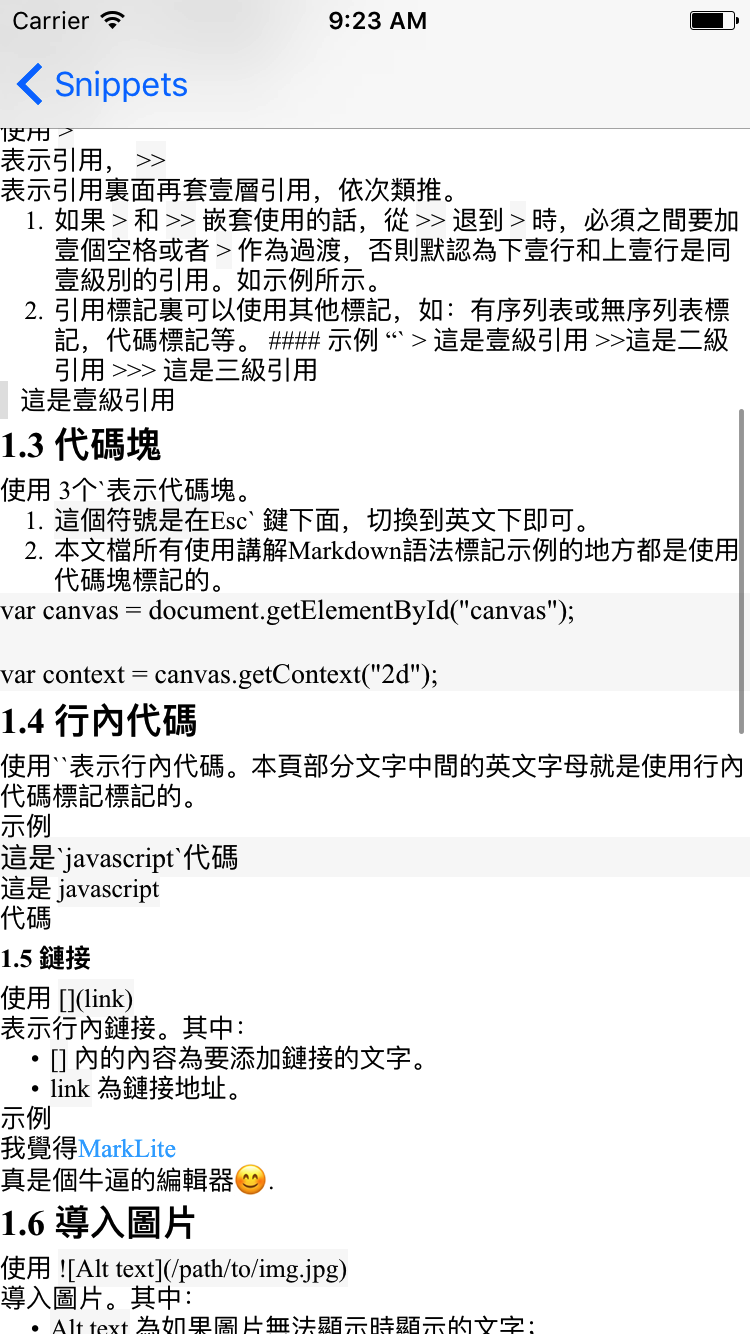 Carrier 9:23 AM
Snippets
使用 >
表示引用， >>
表示引用裏面再套壹層引用，依次類推。
1. 如果 > 和 >> 嵌套使用的話，從 >> 退到 > 時，必須之間要加
壹個空格或者 > 作為過渡，否則默認為下壹行和上壹行是同
壹級別的引用。如示例所示。
2. 引用標記裏可以使用其他標記，如：有序列表或無序列表標
記，代碼標記等。 #### 示例 “` > 這是壹級引用 >>這是二級
引用 >>> 這是三級引用
這是壹級引用
1.3 代碼塊
使用 3个`表示代碼塊。
1. 這個符號是在Esc` 鍵下面，切換到英文下即可。
2. 本文檔所有使用講解Markdown語法標記示例的地方都是使用
代碼塊標記的。
var canvas = document.getElementById("canvas");
var context = canvas.getContext("2d");
1.4 行內代碼
使用``表示行內代碼。本頁部分文字中間的英文字母就是使用行內
代碼標記標記的。
示例
這是`javascript`代碼
這是 javascript
代碼
1.5 鏈接
使用 [](link)
表示行內鏈接。其中：
• [] 內的內容為要添加鏈接的文字。
• link 為鏈接地址。
示例
我覺得MarkLite
真是個牛逼的編輯器😊.
1.6 導入圖片
使用 ![Alt text](/path/to/img.jpg)
導入圖片。其中：
• Alt text 為如果圖片無法顯示時顯示的文字；